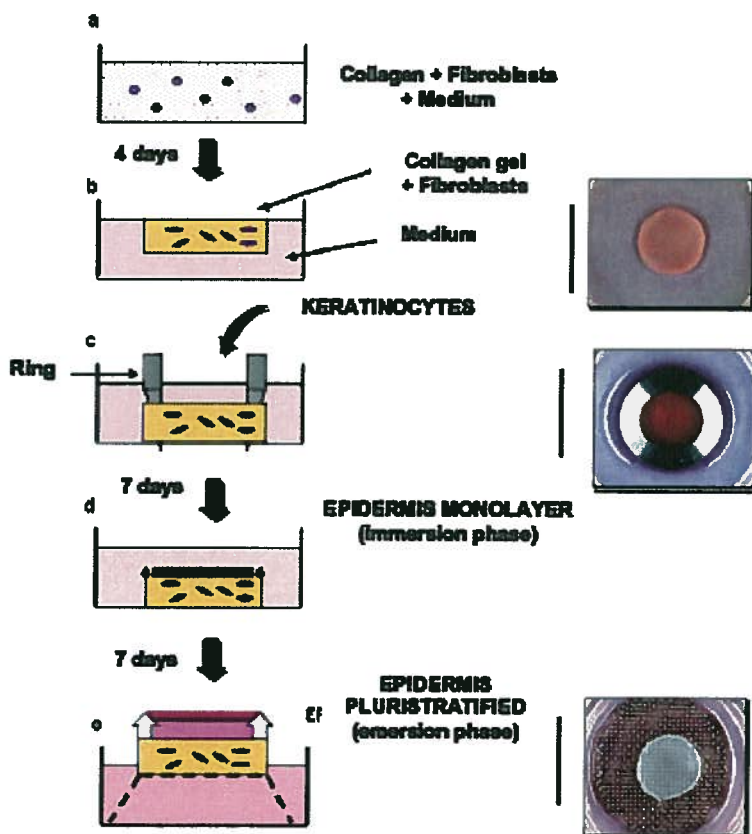 a
Collagen + Fibroblasts
+ Medium
4 days
Collagen gel
+ Fibroblasts
b
Medium
KERATINOCYTES
c
Ring
7 days
d
EPIDERMIS MONOLAYER
(immersion phase)
7 days
EPIDERMIS
PLURISTRATIFIED
(emersion phase)
e
Ef